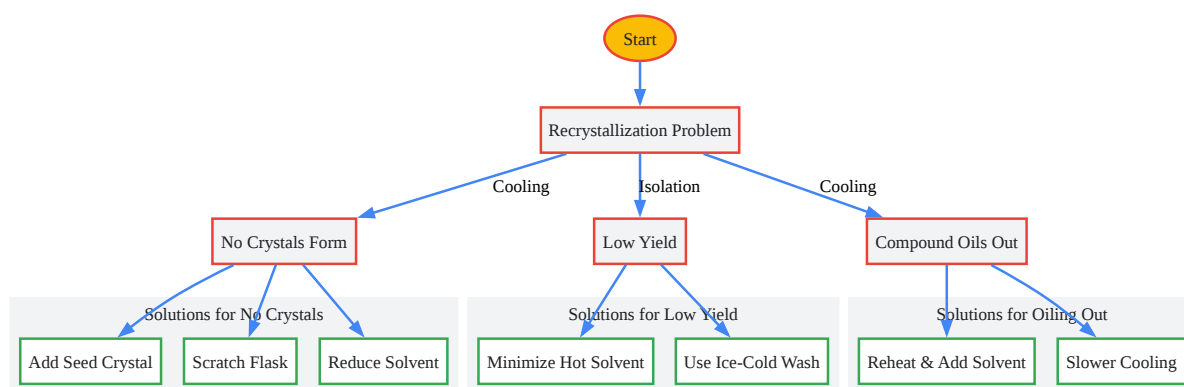 Start
Recrystallization Problem
Cooling
Isolation
Cooling
No Crystals Form
Low Yield
Compound Oils Out
Solutions for No Crystals
Solutions for Low Yield
Solutions for Oiling Out
Add Seed Crystal
Scratch Flask
Reduce Solvent
Minimize Hot Solvent
Use Ice-Cold Wash
Reheat & Add Solvent
Slower Cooling